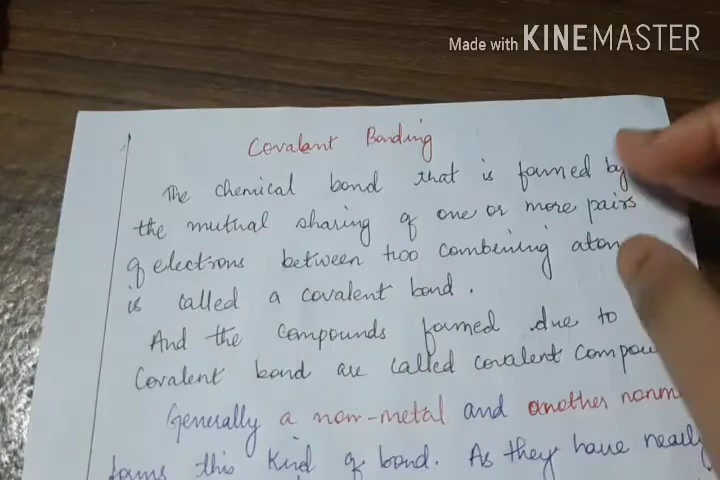 Made with KINEMASTER
Covalent Bonding
The chemical bond that is formed by
the mutual sharing of one or more pairs
of electrons between two combining atom
is called a covalent bond.
And the compounds formed due to
Covalent bond are called covalent compou
Generally a non-metal and another nonm
forms this kind of bond. As they have nearly